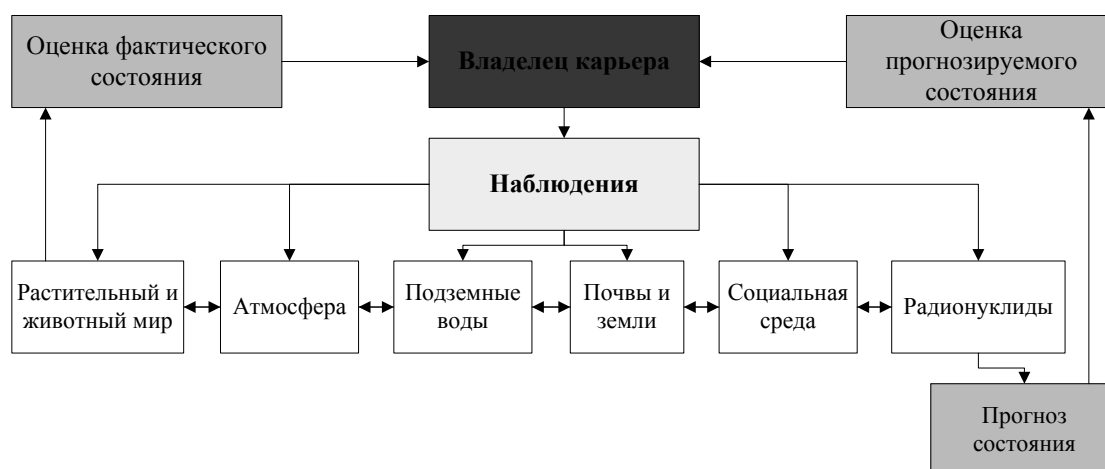 Оценка фактического
состояния
Владелец карьера
Оценка
прогнозируемого
состояния
Наблюдения
Растительный и
животный мир
Атмосфера
Подземные
воды
Почвы и
земли
Социальная
среда
Радионуклиды
Прогноз
состояния